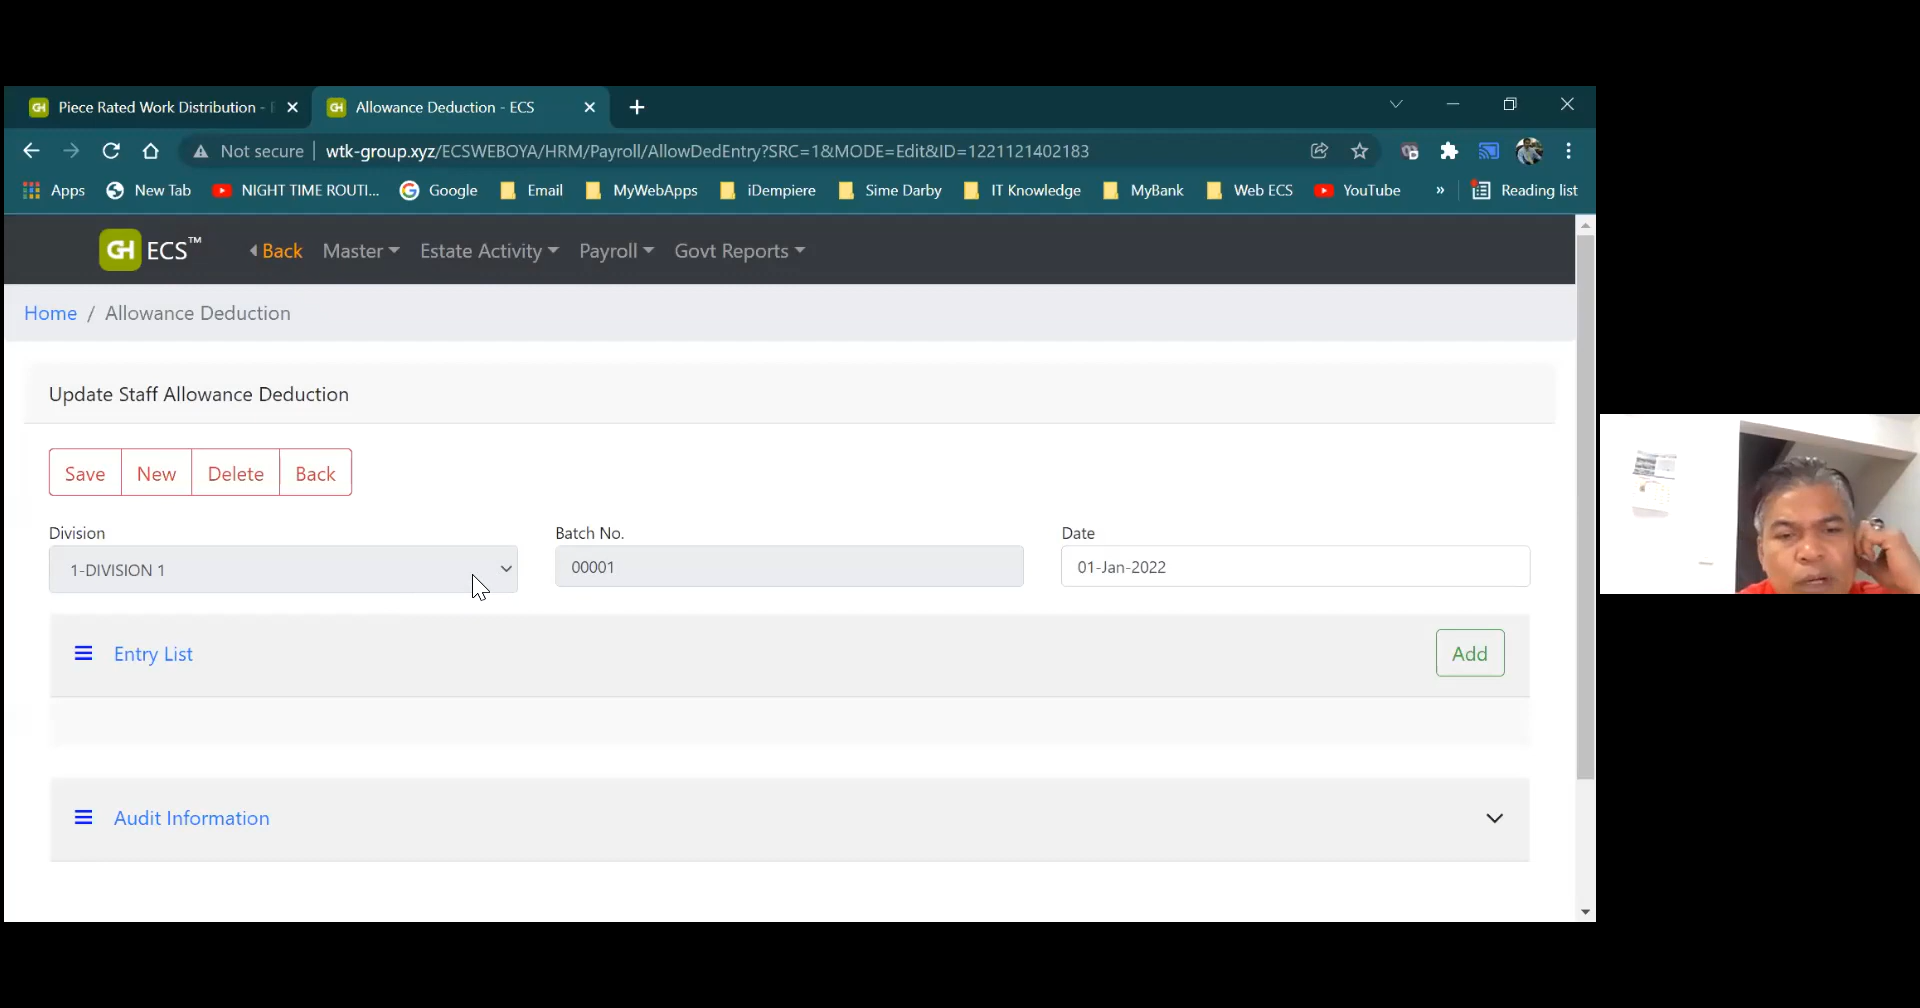 Piece Rated Work Distribution -
Allowance Deduction - ECS
Not secure
wtk-group.xyz/ECSWEBOYA/HRM/Payroll/AllowDedEntry?SRC=1&MODE=Edit&ID=1221121402183
Apps
New Tab
NIGHT TIME ROUTI...
Google
Email
MyWebApps
iDempiere
Sime Darby
IT Knowledge
MyBank
Web ECS
YouTube
»
Reading list
GH ECS™
Back
Master
Estate Activity
Payroll
Govt Reports
Home / Allowance Deduction
Update Staff Allowance Deduction
Save
New
Delete
Back
Division
Batch No.
Date
1-DIVISION 1
00001
01-Jan-2022
Entry List
Add
Audit Information